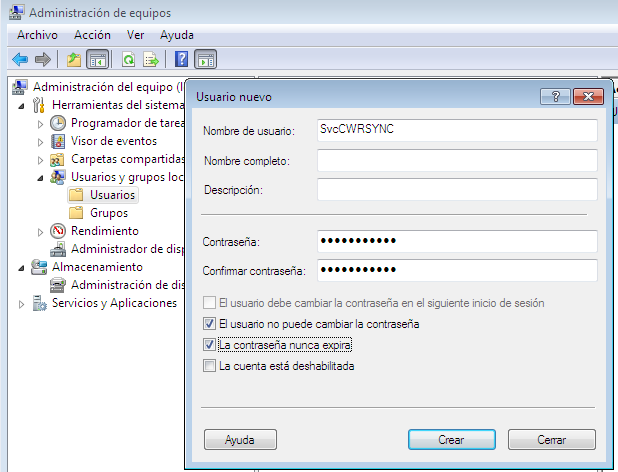 Administración de equipos
Archivo Acción Ver Ayuda
Administración del equipo (l
Herramientas del sistema
Programador de tarea
Visor de eventos
Carpetas compartidas
Usuarios y grupos loc
Usuarios
Grupos
Rendimiento
Administrador de disp
Almacenamiento
Administración de dis
Servicios y Aplicaciones
Usuario nuevo
Nombre de usuario: SvcCWRSYNC
Nombre completo:
Descripción:
Contraseña: ●●●●●●●●●●●
Confirmar contraseña: ●●●●●●●●●●●
El usuario debe cambiar la contraseña en el siguiente inicio de sesión
El usuario no puede cambiar la contraseña
La contraseña nunca expira
La cuenta está deshabilitada
Ayuda Crear Cerrar